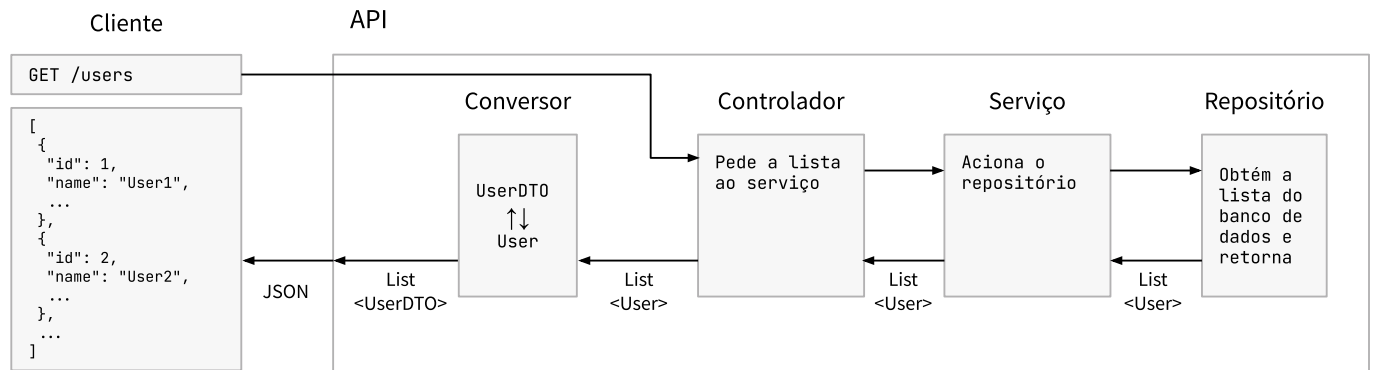 Cliente
API
GET /users
Conversor
Controlador
Serviço
Repositório
[
{
"id": 1,
"name": "User1",
...
},
{
"id": 2,
"name": "User2",
...
},
...
]
UserDTO
↑↓
User
Pede a lista
ao serviço
Aciona o
repositório
Obtém a
lista do
banco de
dados e
retorna
JSON
List
<UserDTO>
List
<User>
List
<User>
List
<User>